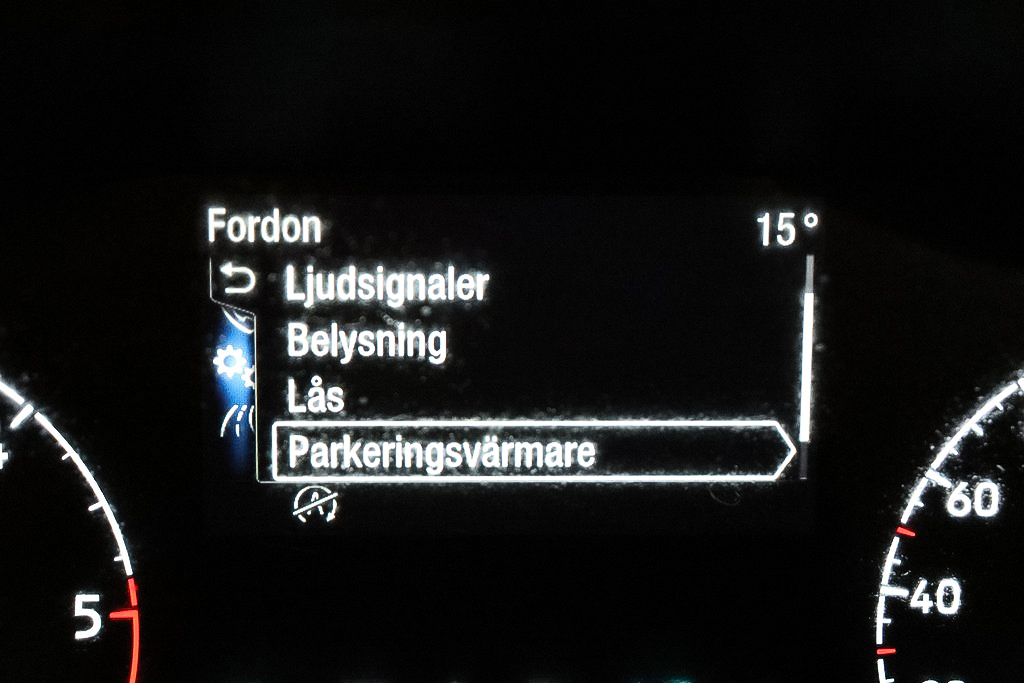 Fordon 15°
Ljudsignaler
Belysning
Lås
Parkeringsvärmare
5
60
40